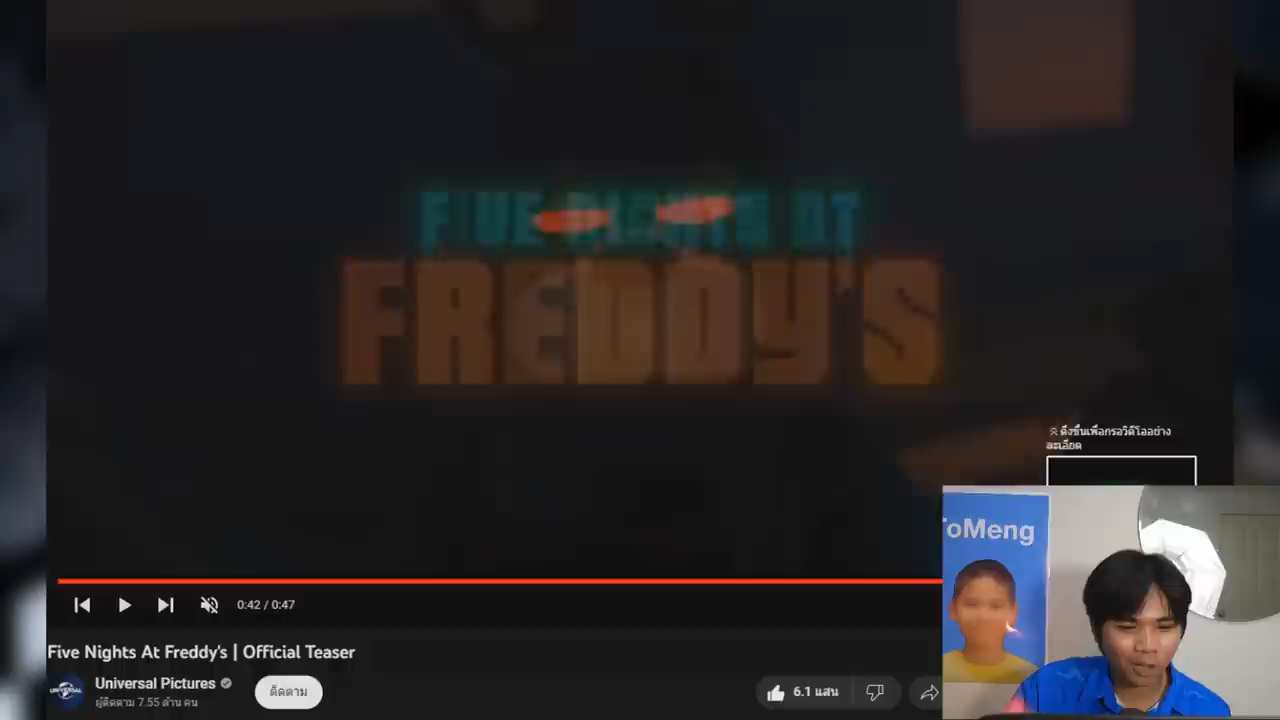 FIVE NIGHTS AT
FREDDY'S
ดึงขึ้นเพื่อกรอวิดีโออย่าง
ละเอียด
ToMeng
0:42 / 0:47
Five Nights At Freddy's | Official Teaser
UNIVERSAL
Universal Pictures
ผู้ติดตาม 7.55 ล้าน คน
ติดตาม
6.1 แสน